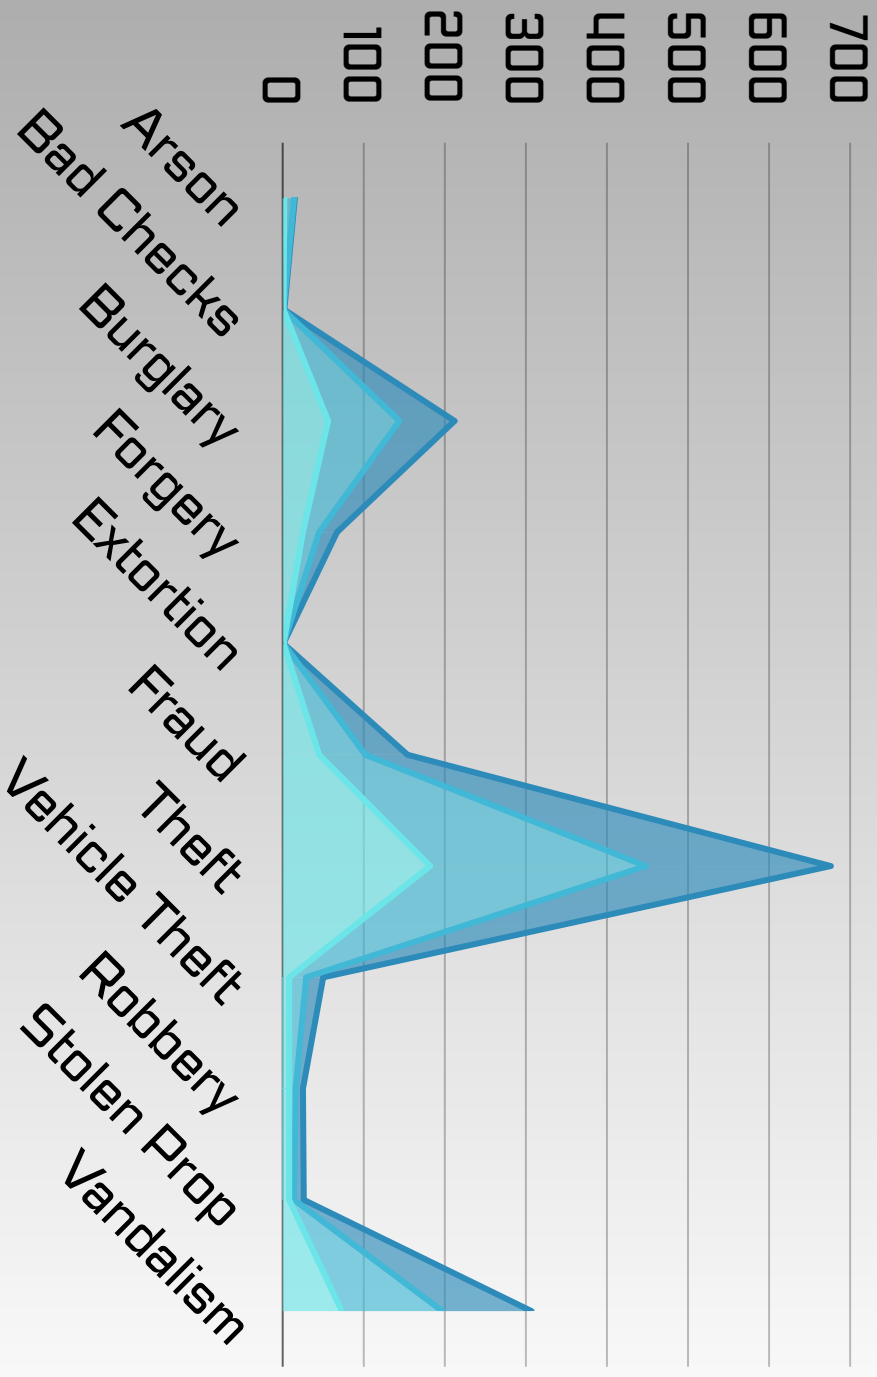 700
600
500
400
300
200
100
0
Arson
Bad Checks
Burglary
Forgery
Extortion
Fraud
Theft
Vehicle Theft
Robbery
Stolen Prop
Vandalism